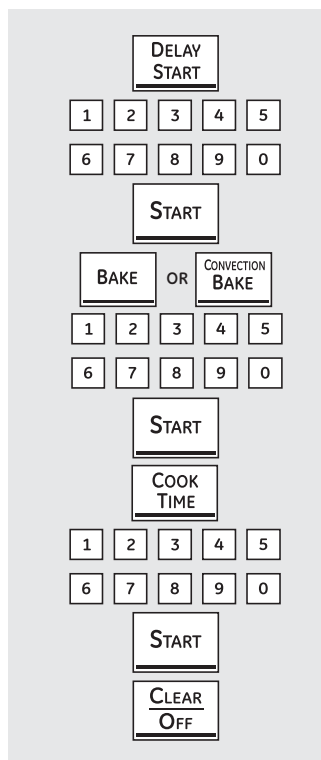 DELAY
START
1 2 3 4 5
6 7 8 9 0
START
BAKE OR CONVECTION
BAKE
1 2 3 4 5
6 7 8 9 0
START
COOK
TIME
1 2 3 4 5
6 7 8 9 0
START
CLEAR
OFF